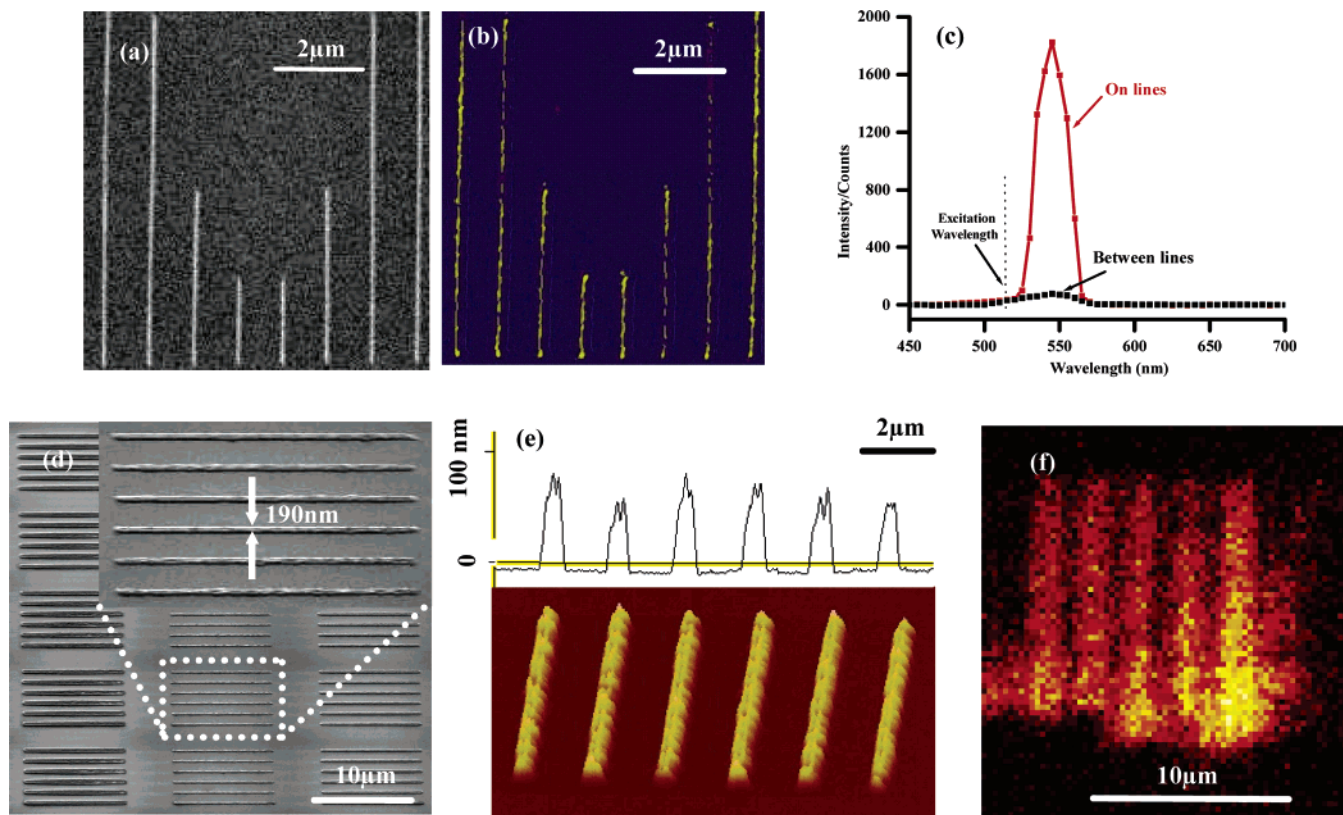 (a)
2µm
(b)
2µm
(c)
2000
1600
1200
800
400
0
Intensity/Counts
On lines
Excitation
Wavelength
Between lines
450
500
550
600
650
700
Wavelength (nm)
(d)
190nm
10µm
(e)
2µm
100 nm
0
(f)
10µm